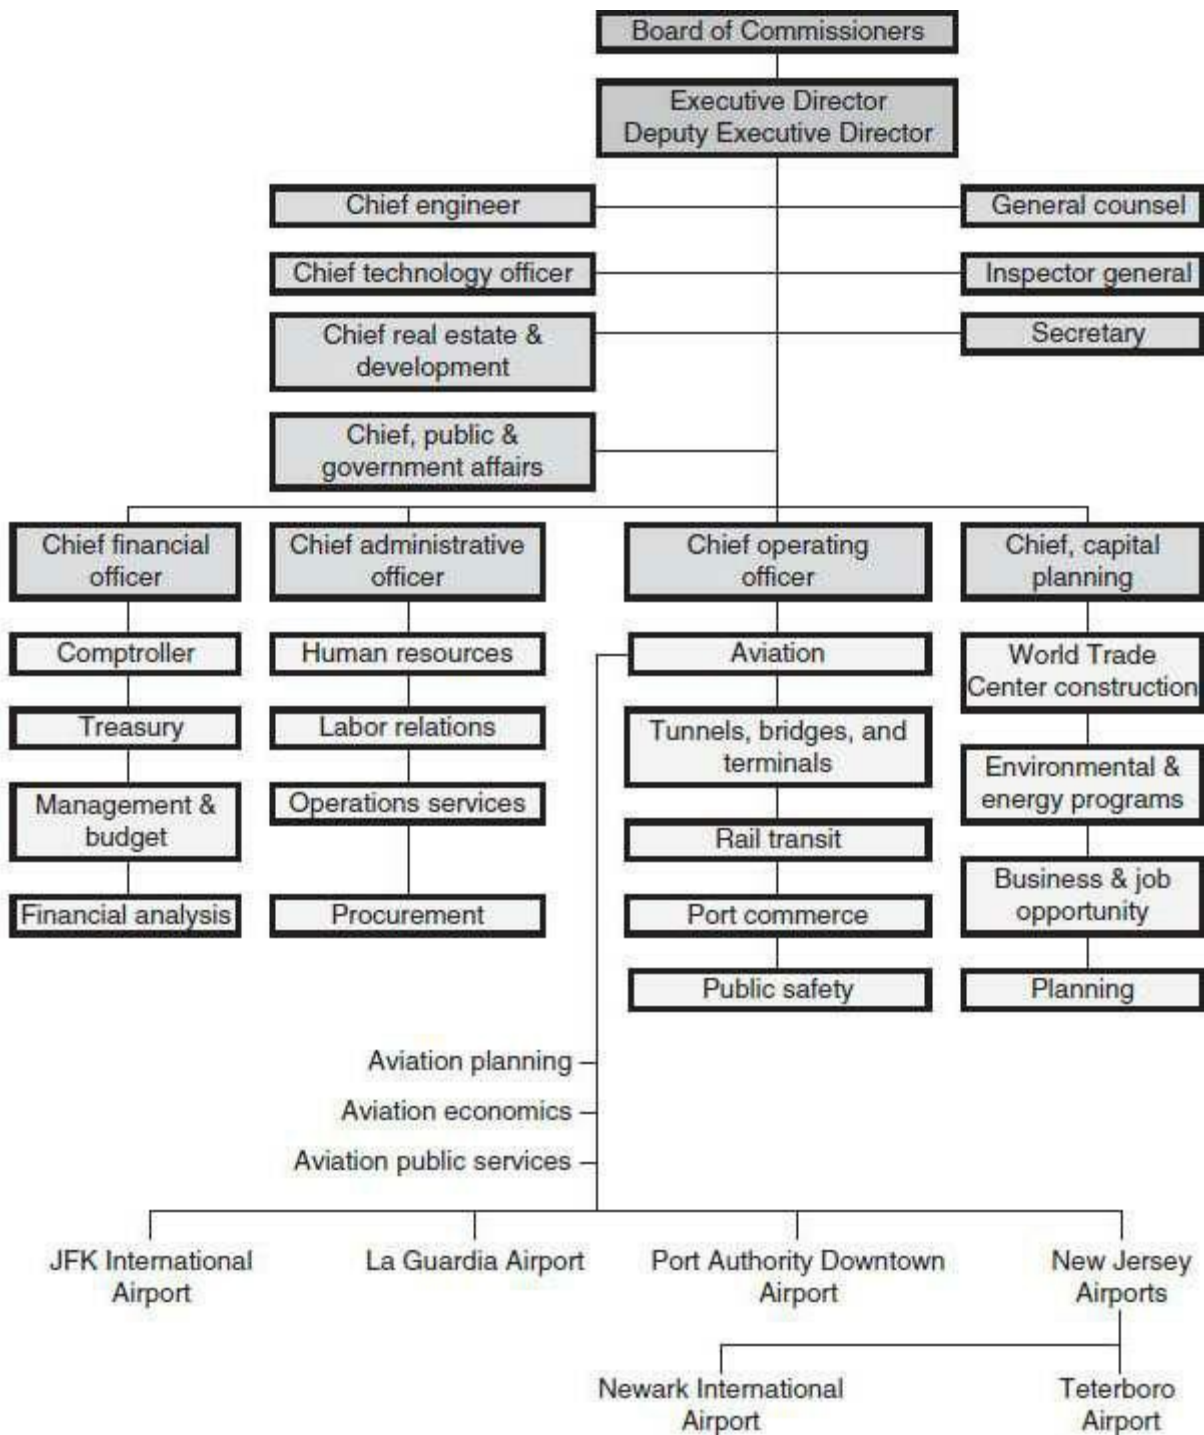 Board of Commissioners
Executive Director
Deputy Executive Director
Chief engineer
General counsel
Chief technology officer
Inspector general
Chief real estate &
development
Secretary
Chief, public &
government affairs
Chief financial
officer
Chief administrative
officer
Chief operating
officer
Chief, capital
planning
Comptroller
Treasury
Management &
budget
Financial analysis
Human resources
Labor relations
Operations services
Procurement
Aviation
Tunnels, bridges, and
terminals
Rail transit
Port commerce
Public safety
World Trade
Center construction
Environmental &
energy programs
Business & job
opportunity
Planning
Aviation planning
Aviation economics
Aviation public services
JFK International
Airport
La Guardia Airport
Port Authority Downtown
Airport
New Jersey
Airports
Newark International
Airport
Teterboro
Airport